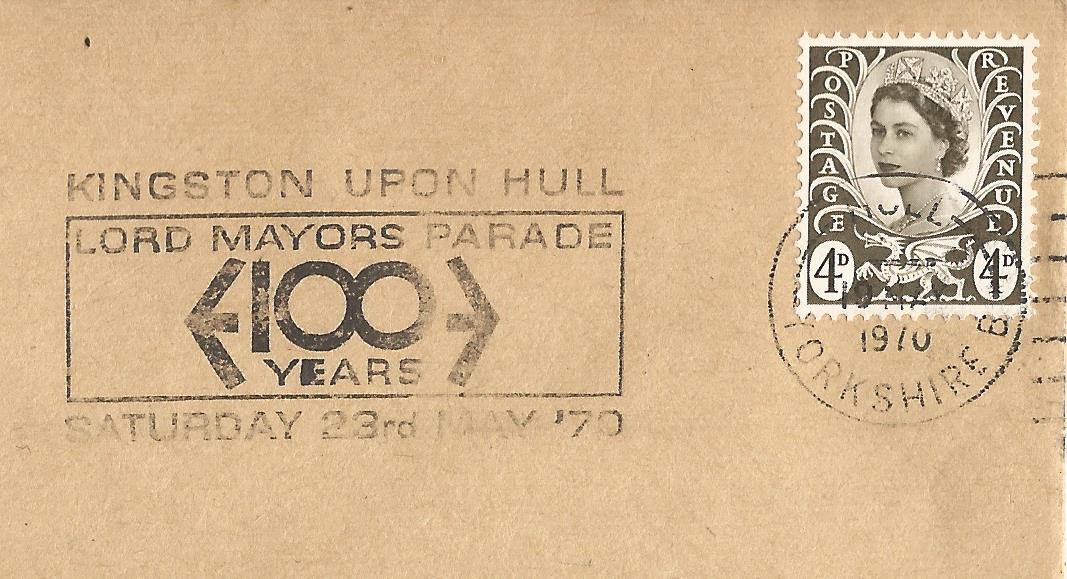 KINGSTON UPON HULL
LORD MAYORS PARADE
100
YEARS
SATURDAY 23rd MAY '70
POSTAGE
REVENUE
4D
4D
1970
YORKSHIRE